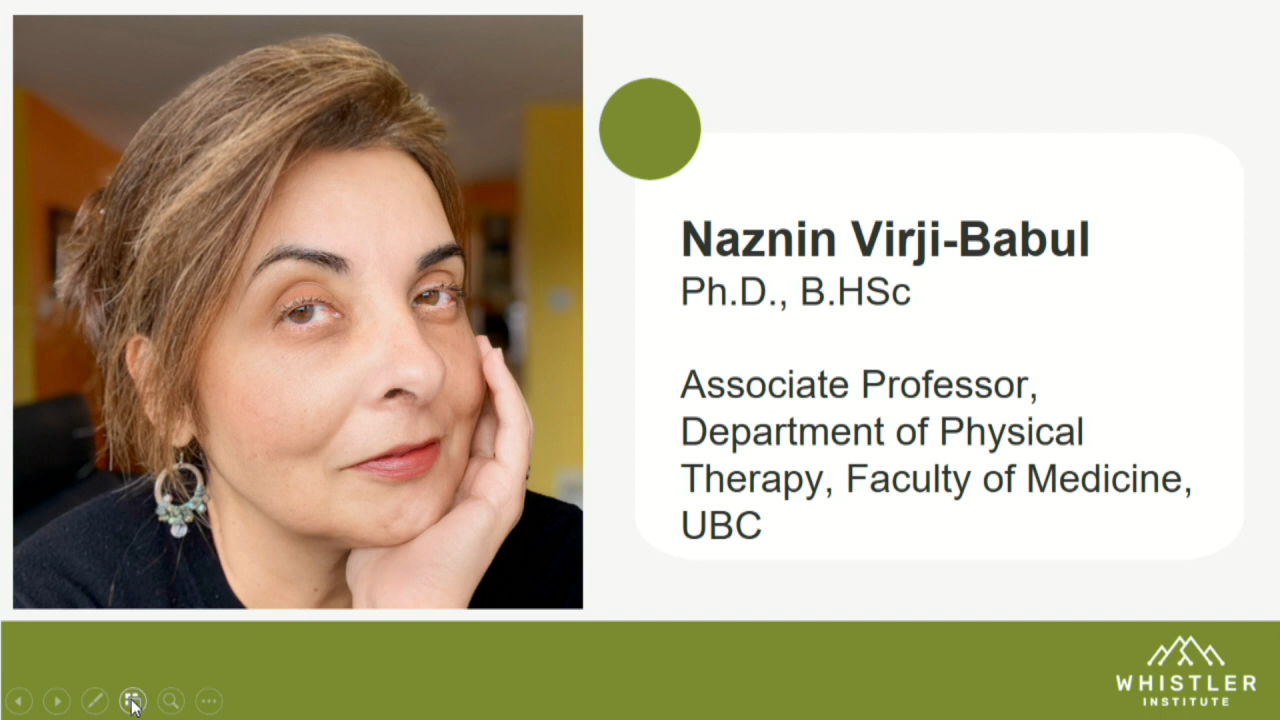 Naznin Virji-Babul
Ph.D., B.HSc
Associate Professor,
Department of Physical
Therapy, Faculty of Medicine,
UBC
WHISTLER
INSTITUTE